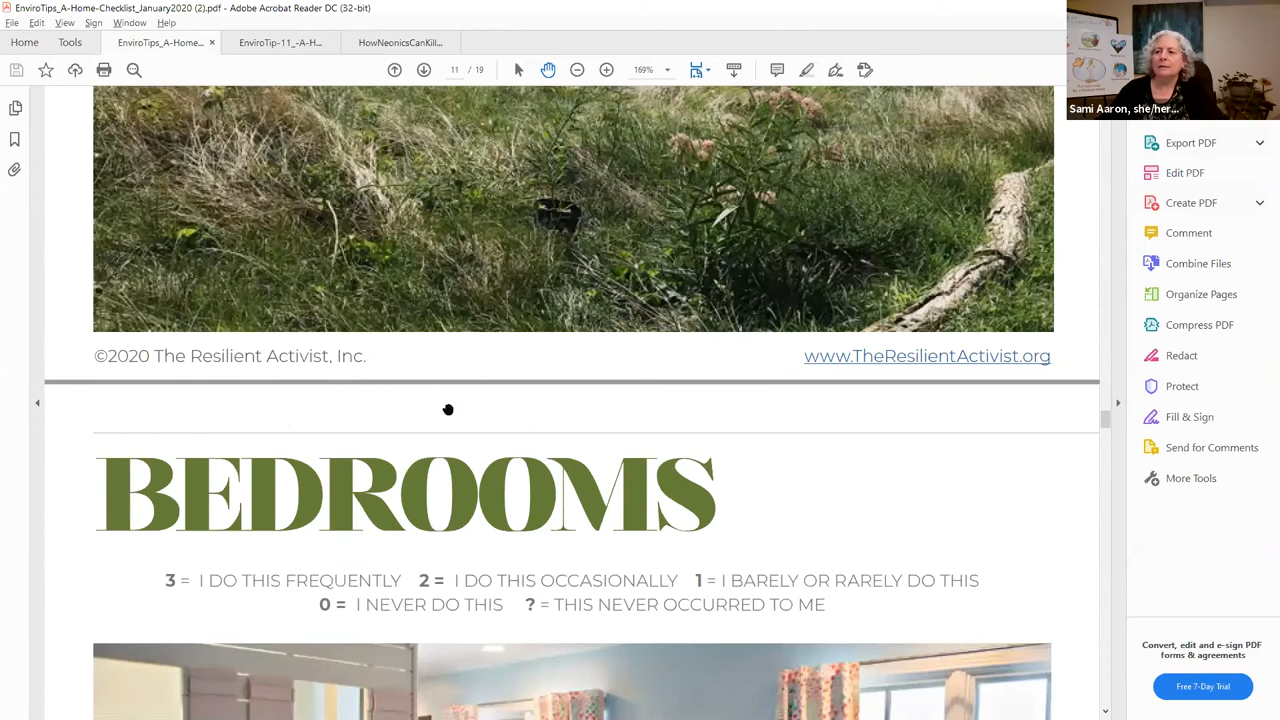 EnviroTips_A-Home-Checklist_January2020 (2).pdf - Adobe Acrobat Reader DC (32-bit)
File Edit View Sign Window Help
Home Tools EnviroTips_A-Home... × EnviroTip-11_-A-H... HowNeonicsCanKill...
11 / 19 169%
Sami Aaron, she/her...
Export PDF
Edit PDF
Create PDF
Comment
Combine Files
Organize Pages
Compress PDF
Redact
Protect
Fill & Sign
Send for Comments
More Tools
©2020 The Resilient Activist, Inc. www.TheResilientActivist.org
BEDROOMS
3 = I DO THIS FREQUENTLY 2 = I DO THIS OCCASIONALLY 1 = I BARELY OR RARELY DO THIS
0 = I NEVER DO THIS ? = THIS NEVER OCCURRED TO ME
Convert, edit and e-sign PDF
forms & agreements
Free 7-Day Trial